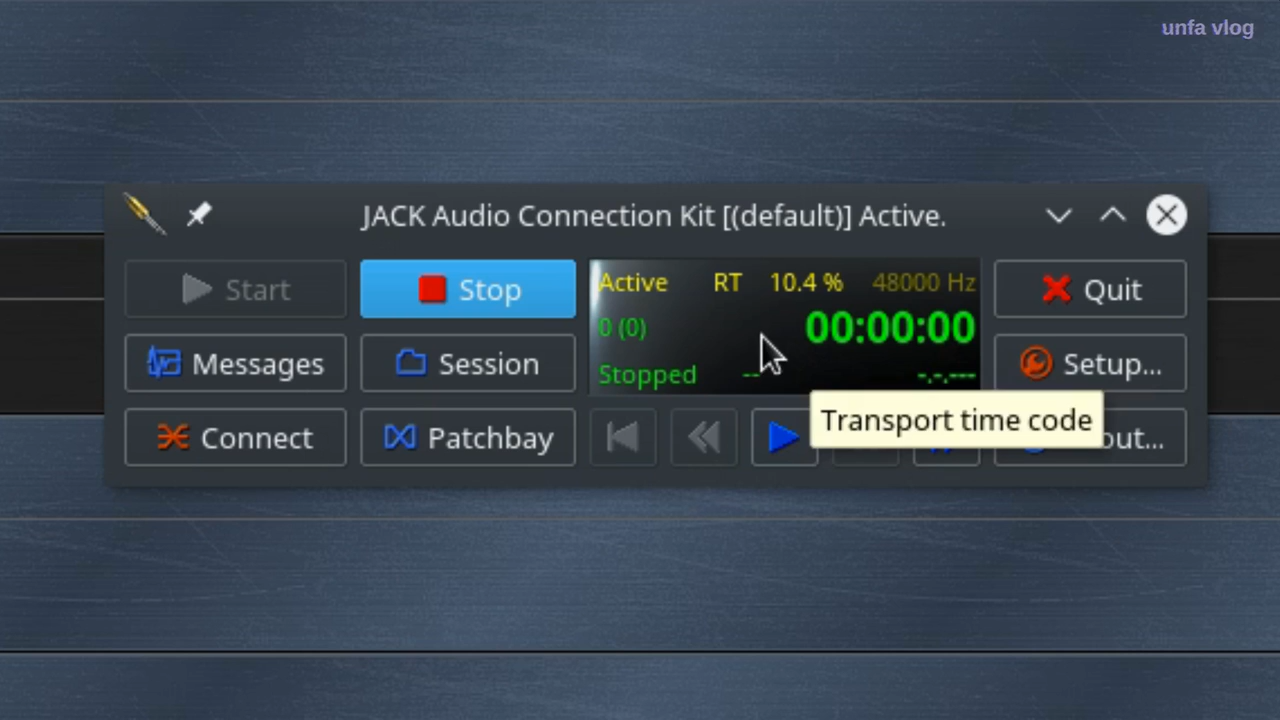 unfa vlog
JACK Audio Connection Kit [(default)] Active.
Start
Stop
Active RT 10.4 % 48000 Hz
Quit
0 (0) 00:00:00
Messages
Session
Stopped -- -.-.---
Setup...
Transport time code
Connect
Patchbay
out...